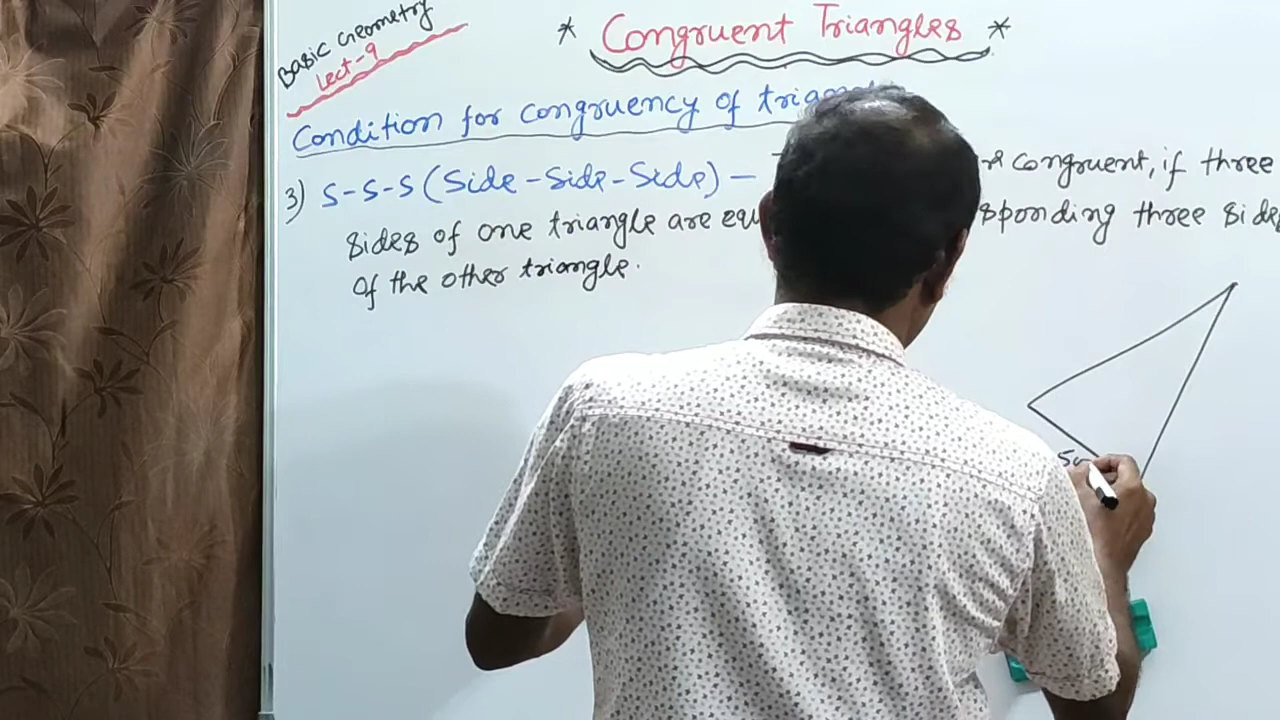 Basic Geometry
Lect-9
* Congruent Triangles *
Condition for congruency of
3) S-S-S (Side-Side-Side) – congruent, if three
sides of one triangle are three sides
of the other triangle.